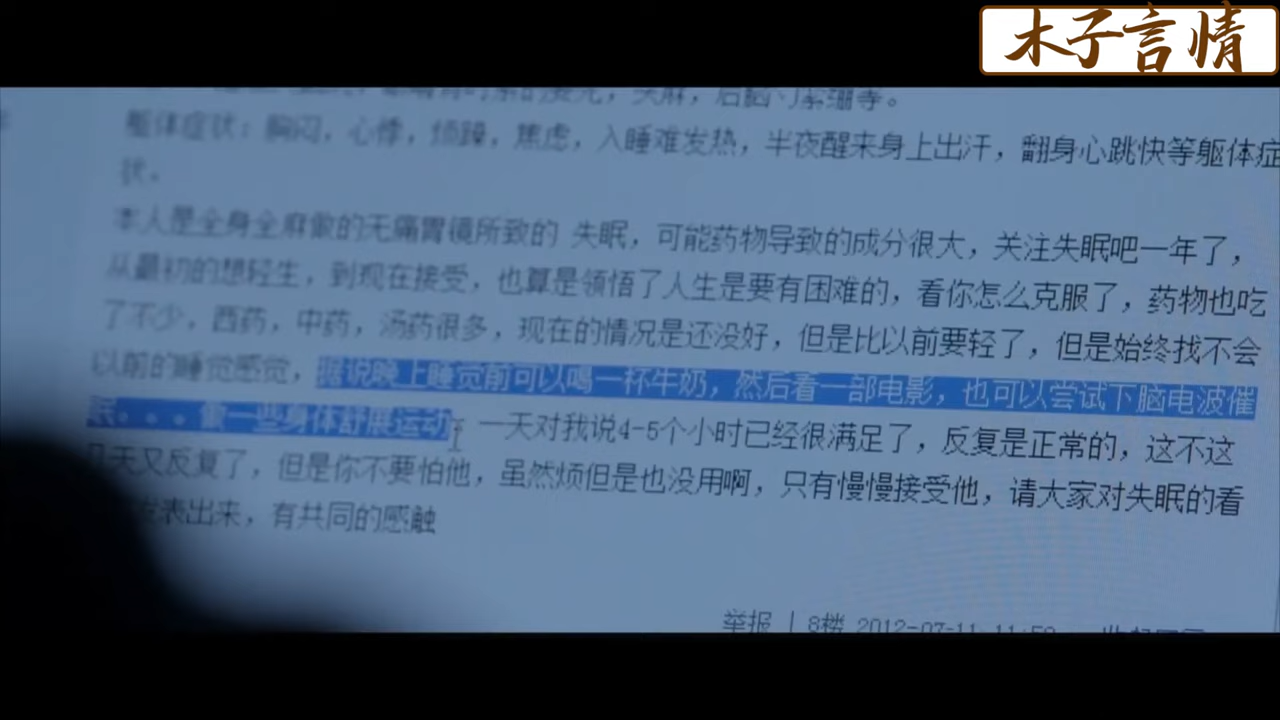 木子言情
躯体症状：胸闷，心悸，烦躁，焦虑，入睡难发热，半夜醒来身上出汗，翻身心跳快等躯体症
状。
本人是全身全麻做的无痛胃镜所致的 失眠，可能药物导致的成分很大，关注失眠吧一年了，
从最初的想轻生，到现在接受，也算是领悟了人生是要有困难的，看你怎么克服了，药物也吃
了不少，西药，中药，汤药很多，现在的情况是还没好，但是比以前要轻了，但是始终找不会
以前的睡觉感觉，据说晚上睡觉前可以喝一杯牛奶，然后看一部电影，也可以尝试下脑电波催
眠。。。做一些身体舒展运动 一天对我说4-5个小时已经很满足了，反复是正常的，这不这
几天又反复了，但是你不要怕他，虽然烦但是也没用啊，只有慢慢接受他，请大家对失眠的看
发表出来，有共同的感触
举报 | 8楼 2012-07-11 11:5